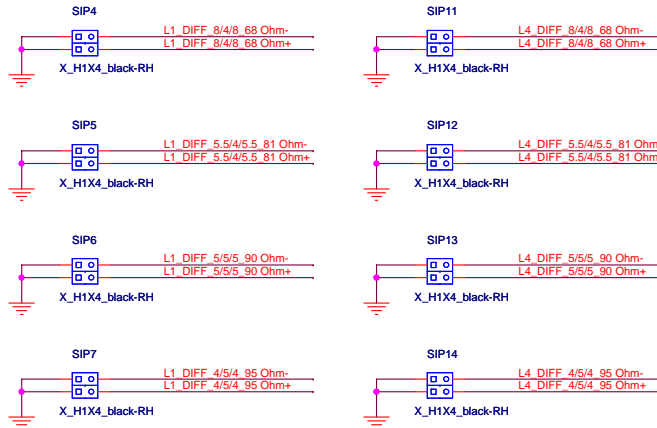 SIP4
L1_DIFF_8/4/8_68 Ohm-
L1_DIFF_8/4/8_68 Ohm+
X_H1X4_black-RH
SIP11
L4_DIFF_8/4/8_68 Ohm-
L4_DIFF_8/4/8_68 Ohm+
X_H1X4_black-RH
SIP5
L1_DIFF_5.5/4/5.5_81 Ohm-
L1_DIFF_5.5/4/5.5_81 Ohm+
X_H1X4_black-RH
SIP12
L4_DIFF_5.5/4/5.5_81 Ohm
L4_DIFF_5.5/4/5.5_81 Ohm
X_H1X4_black-RH
SIP6
L1_DIFF_5/5/5_90 Ohm-
L1_DIFF_5/5/5_90 Ohm+
X_H1X4_black-RH
SIP13
L4_DIFF_5/5/5_90 Ohm-
L4_DIFF_5/5/5_90 Ohm+
X_H1X4_black-RH
SIP7
L1_DIFF_4/5/4_95 Ohm-
L1_DIFF_4/5/4_95 Ohm+
X_H1X4_black-RH
SIP14
L4_DIFF_4/5/4_95 Ohm-
L4_DIFF_4/5/4_95 Ohm+
X_H1X4_black-RH